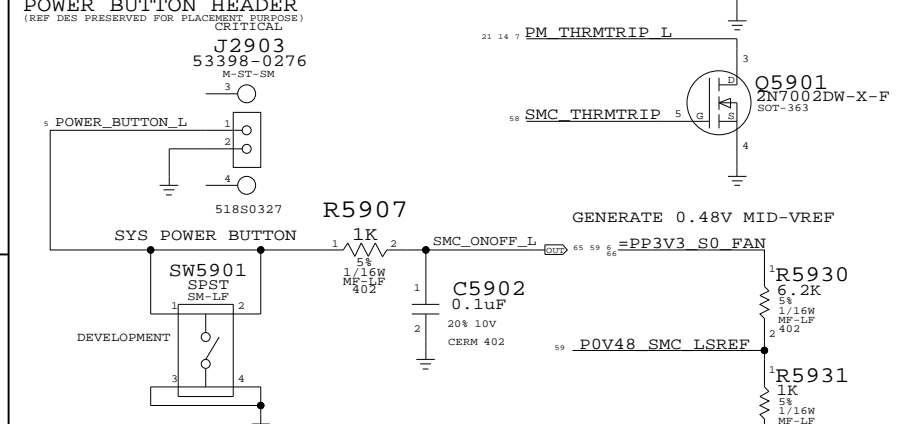 POWER BUTTON HEADER
(REF DES PRESERVED FOR PLACEMENT PURPOSE)
CRITICAL
J2903
53398-0276
M-ST-SM
3
5 POWER_BUTTON_L
1
2
4
518S0327
21 14 7 PM_THRMTRIP_L
3
D
Q5901
2N7002DW-X-F
SOT-363
58 SMC_THRMTRIP 5
G
S
4
SYS POWER BUTTON
R5907
1 1K 2
5%
1/16W
MF-LF
402
SMC_ONOFF_L
OUT
65 59 6
66
GENERATE 0.48V MID-VREF
=PP3V3_S0_FAN
SW5901
SPST
SM-LF
1 2
DEVELOPMENT
3 4
1
C5902
0.1uF
2
20% 10V
CERM 402
1
R5930
6.2K
5%
1/16W
MF-LF
402
2
59 P0V48_SMC_LSREF
1
R5931
1K
5%
1/16W
MF-LF